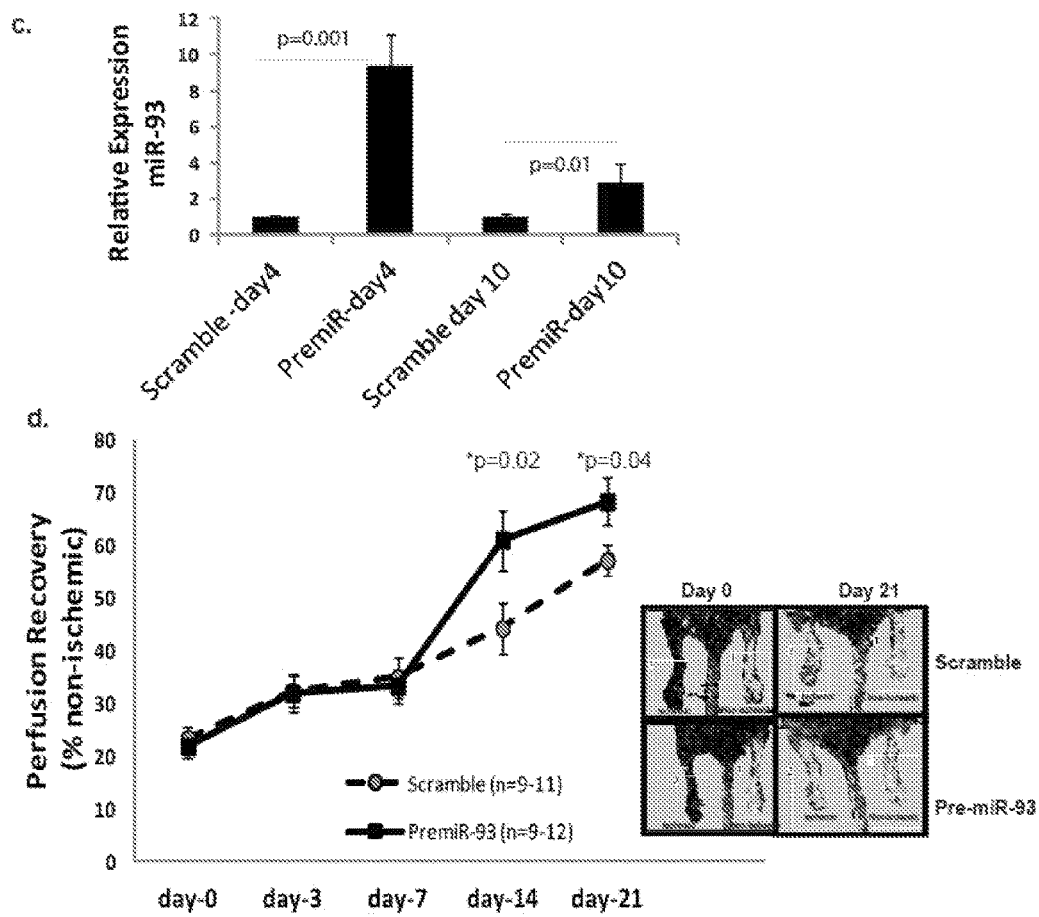 c.
Relative Expression
miR-93
12
10
8
6
4
2
0
p=0.001
p=0.01
Scramble -day4
PremiR-day4
Scramble day 10
PremiR-day10
d.
Perfusion Recovery
(% non-ischemic)
80
70
60
50
40
30
20
10
0
*p=0.02
*p=0.04
Scramble (n=9-11)
PremiR-93 (n=9-12)
day-0
day-3
day-7
day-14
day-21
Day 0
Day 21
Scramble
Pre-miR-93